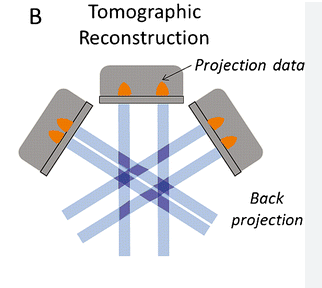 B
Tomographic
Reconstruction
Projection data
Back
projection